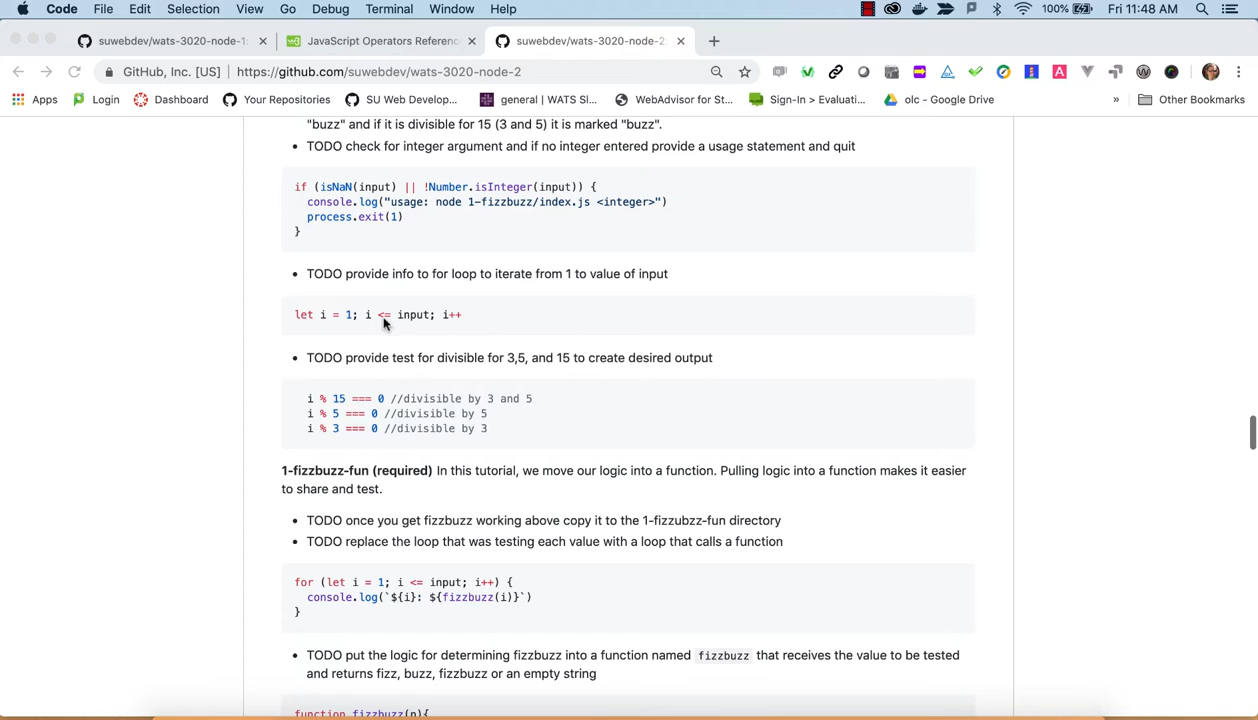 Code File Edit Selection View Go Debug Terminal Window Help 100% Fri 11:48 AM
suwebdev/wats-3020-node-1: JavaScript Operators Referenc suwebdev/wats-3020-node-2:
GitHub, Inc. [US] https://github.com/suwebdev/wats-3020-node-2
Apps Login Dashboard Your Repositories SU Web Develop... general | WATS Sl... WebAdvisor for St... Sign-In > Evaluati... olc - Google Drive » Other Bookmarks
"buzz" and if it is divisible for 15 (3 and 5) it is marked "buzz".
• TODO check for integer argument and if no integer entered provide a usage statement and quit
if (isNaN(input) || !Number.isInteger(input)) {
console.log("usage: node 1-fizzbuzz/index.js <integer>")
process.exit(1)
}
• TODO provide info to for loop to iterate from 1 to value of input
let i = 1; i <= input; i++
• TODO provide test for divisible for 3,5, and 15 to create desired output
i % 15 === 0 //divisible by 3 and 5
i % 5 === 0 //divisible by 5
i % 3 === 0 //divisible by 3
1-fizzbuzz-fun (required) In this tutorial, we move our logic into a function. Pulling logic into a function makes it easier
to share and test.
• TODO once you get fizzbuzz working above copy it to the 1-fizzubzz-fun directory
• TODO replace the loop that was testing each value with a loop that calls a function
for (let i = 1; i <= input; i++) {
console.log(`${i}: ${fizzbuzz(i)}`)
}
• TODO put the logic for determining fizzbuzz into a function named fizzbuzz that receives the value to be tested
and returns fizz, buzz, fizzbuzz or an empty string
function fizzbuzz(n){